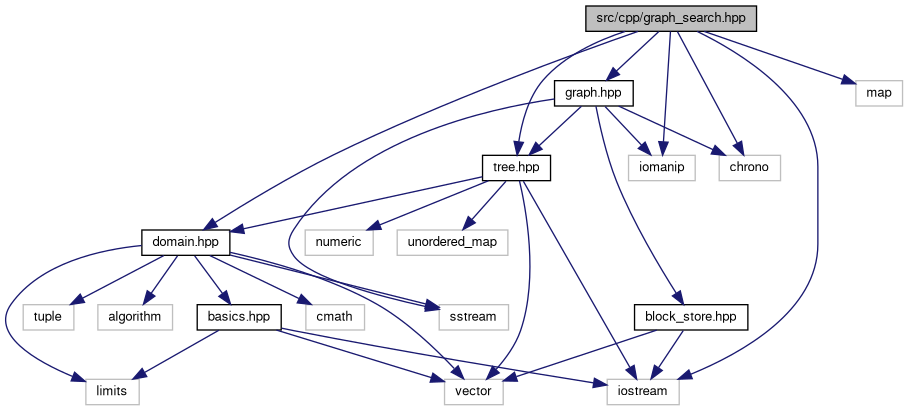 src/cpp/graph_search.hpp
graph.hpp
map
tree.hpp
iomanip
chrono
domain.hpp
numeric
unordered_map
tuple
algorithm
basics.hpp
cmath
sstream
block_store.hpp
limits
vector
iostream